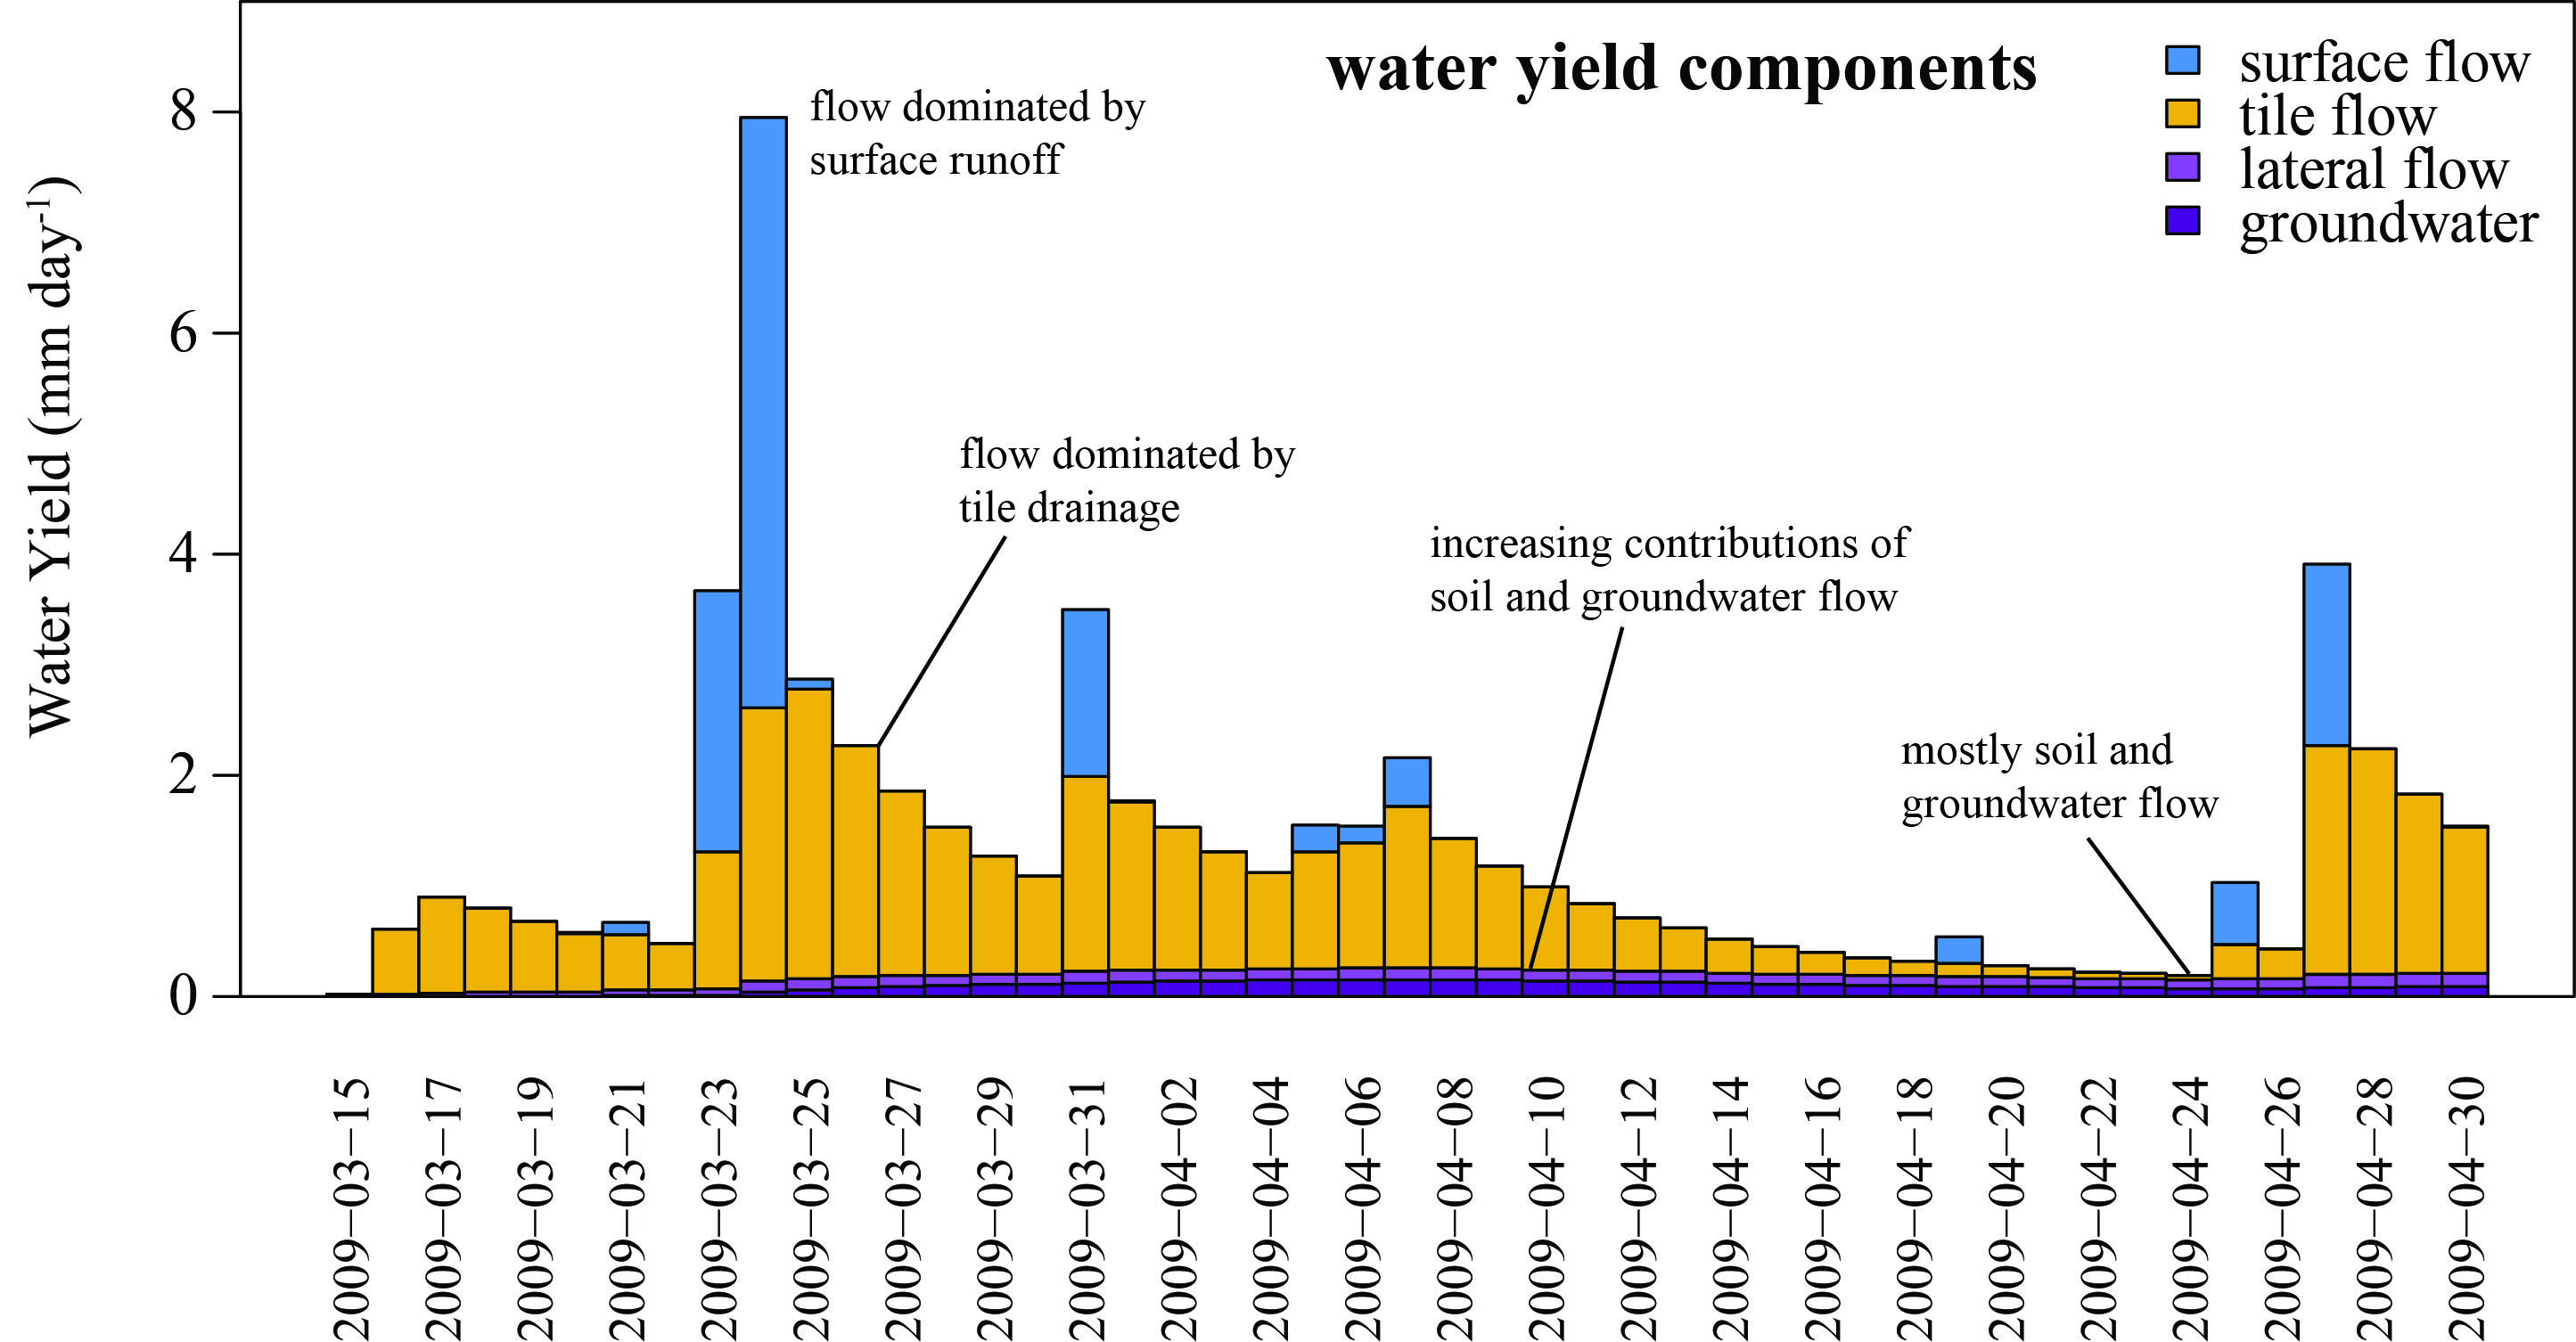 water yield components
surface flow
tile flow
lateral flow
groundwater
Water Yield (mm day-1)
8
6
4
2
0
flow dominated by
surface runoff
flow dominated by
tile drainage
increasing contributions of
soil and groundwater flow
mostly soil and
groundwater flow
2009−03−15
2009−03−17
2009−03−19
2009−03−21
2009−03−23
2009−03−25
2009−03−27
2009−03−29
2009−03−31
2009−04−02
2009−04−04
2009−04−06
2009−04−08
2009−04−10
2009−04−12
2009−04−14
2009−04−16
2009−04−18
2009−04−20
2009−04−22
2009−04−24
2009−04−26
2009−04−28
2009−04−30